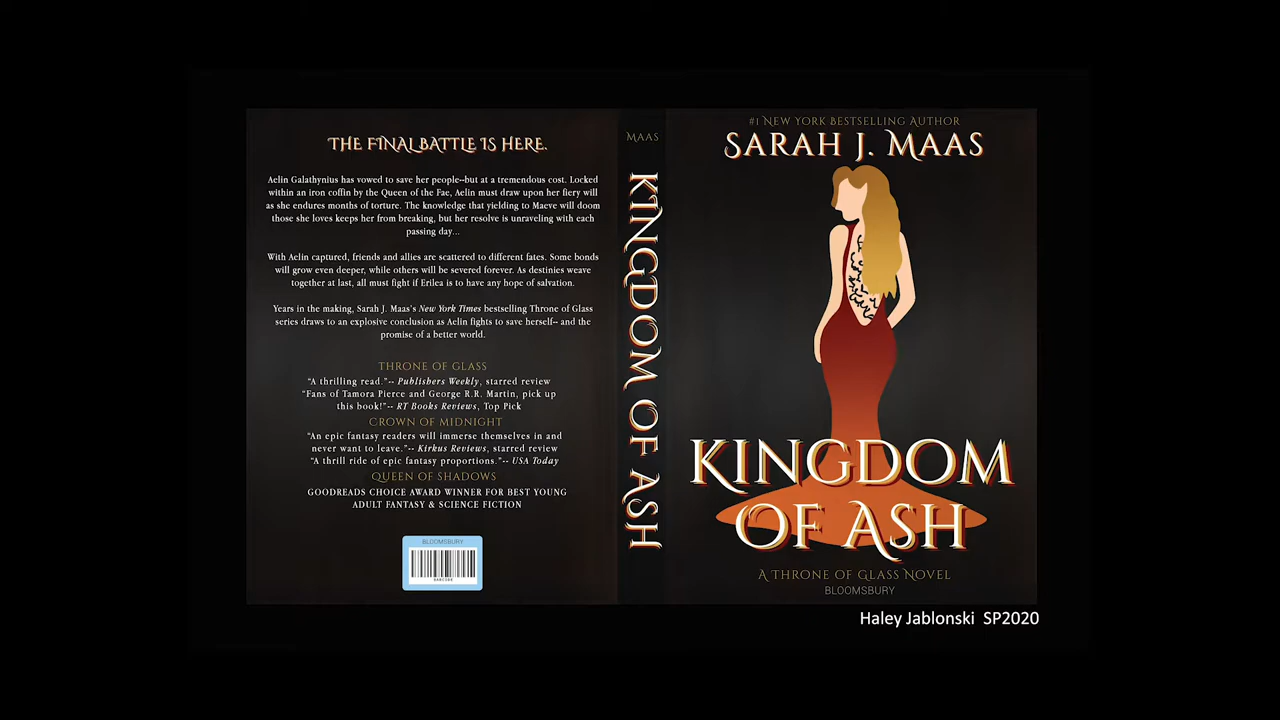 THE FINAL BATTLE IS HERE.
Aelin Galathynius has vowed to save her people--but at a tremendous cost. Locked
within an iron coffin by the Queen of the Fae, Aelin must draw upon her fiery will
as she endures months of torture. The knowledge that yielding to Maeve will doom
those she loves keeps her from breaking, but her resolve is unraveling with each
passing day...
With Aelin captured, friends and allies are scattered to different fates. Some bonds
will grow even deeper, while others will be severed forever. As destinies weave
together at last, all must fight if Erilea is to have any hope of salvation.
Years in the making, Sarah J. Maas's New York Times bestselling Throne of Glass
series draws to an explosive conclusion as Aelin fights to save herself-- and the
promise of a better world.
THRONE OF GLASS
“A thrilling read.”-- Publishers Weekly, starred review
“Fans of Tamora Pierce and George R.R. Martin, pick up
this book!”-- RT Books Reviews, Top Pick
CROWN OF MIDNIGHT
“An epic fantasy readers will immerse themselves in and
never want to leave.”-- Kirkus Reviews, starred review
“A thrill ride of epic fantasy proportions.”-- USA Today
QUEEN OF SHADOWS
GOODREADS CHOICE AWARD WINNER FOR BEST YOUNG
ADULT FANTASY & SCIENCE FICTION
BLOOMSBURY
MAAS
KINGDOM OF ASH
#1 NEW YORK BESTSELLING AUTHOR
SARAH J. MAAS
KINGDOM
OF ASH
A THRONE OF GLASS NOVEL
BLOOMSBURY
Haley Jablonski SP2020